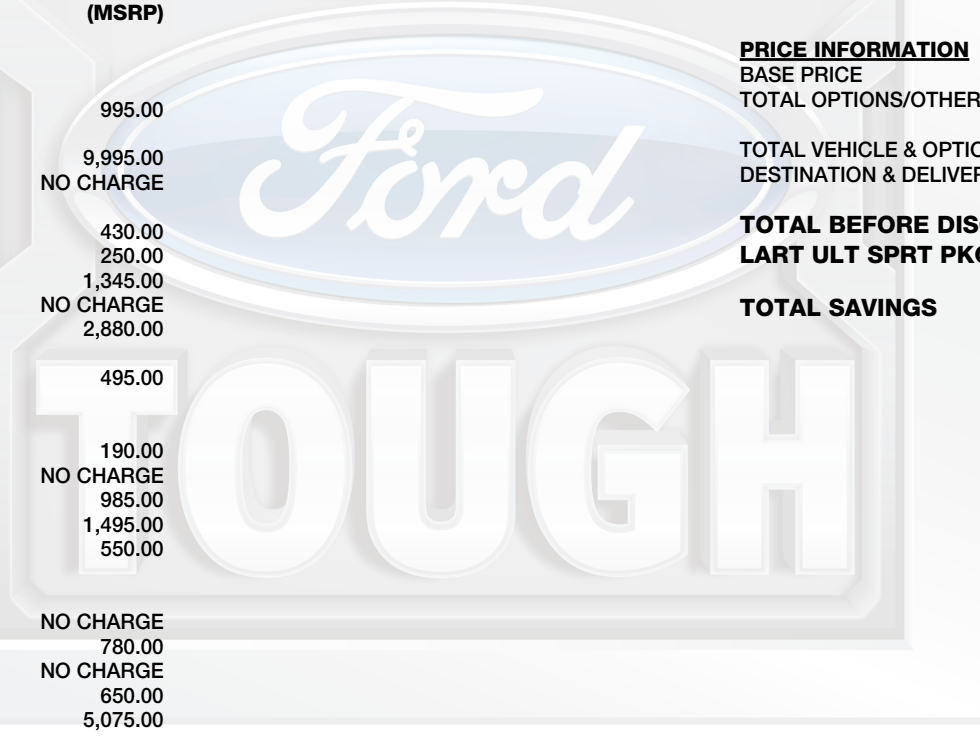 (MSRP)
995.00
9,995.00
NO CHARGE
430.00
250.00
1,345.00
NO CHARGE
2,880.00
495.00
190.00
NO CHARGE
985.00
1,495.00
550.00
NO CHARGE
780.00
NO CHARGE
650.00
5,075.00
PRICE INFORMATION
BASE PRICE
TOTAL OPTIONS/OTHER
TOTAL VEHICLE & OPTIO
DESTINATION & DELIVER
TOTAL BEFORE DIS
LART ULT SPRT PK
TOTAL SAVINGS
Ford
TOUGH